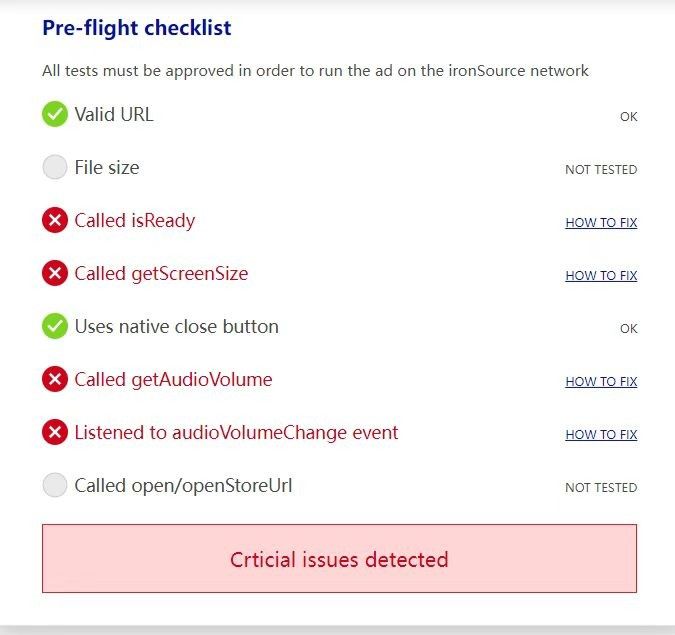 Pre-flight checklist
All tests must be approved in order to run the ad on the ironSource network
Valid URL OK
File size NOT TESTED
Called isReady HOW TO FIX
Called getScreenSize HOW TO FIX
Uses native close button OK
Called getAudioVolume HOW TO FIX
Listened to audioVolumeChange event HOW TO FIX
Called open/openStoreUrl NOT TESTED
Crticial issues detected